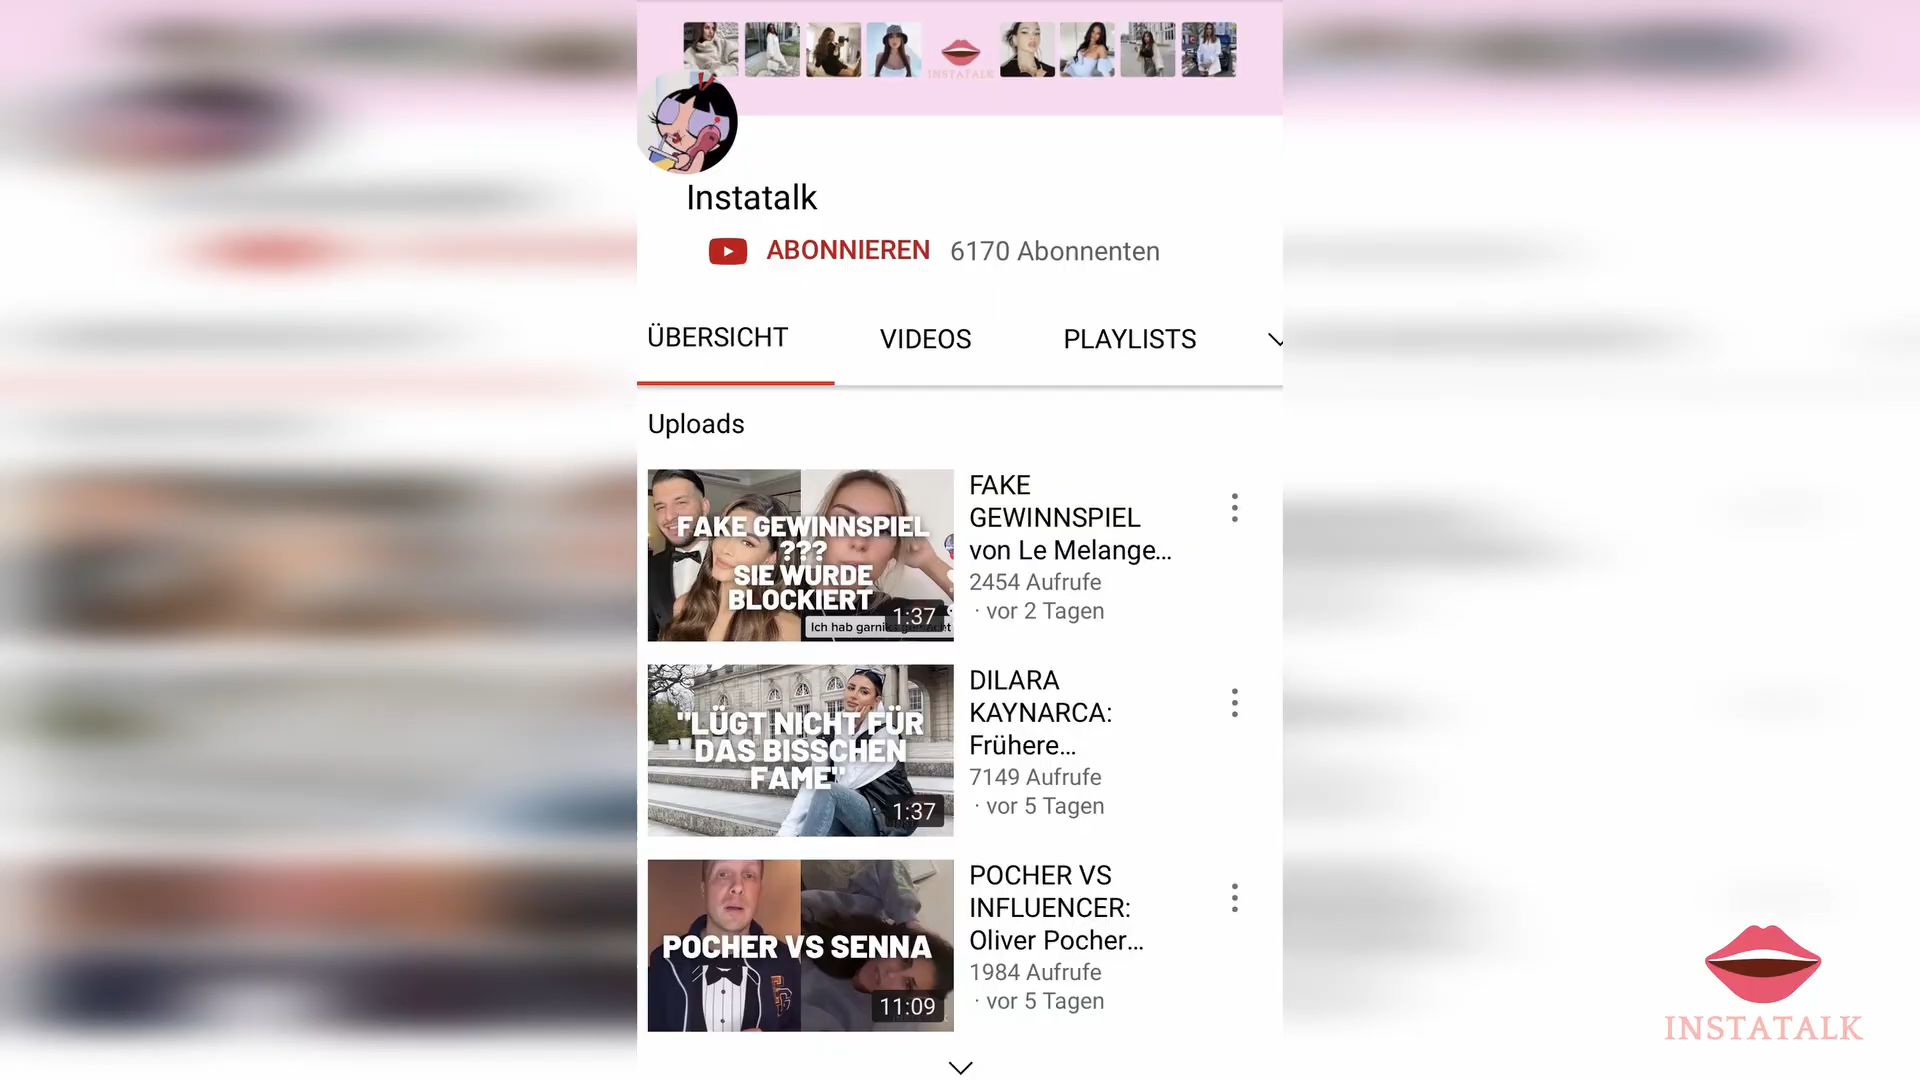 INSTATALK
Instatalk
ABONNIEREN 6170 Abonnenten
ÜBERSICHT VIDEOS PLAYLISTS
Uploads
FAKE GEWINNSPIEL
???
SIE WURDE
BLOCKIERT
1:37
Ich hab garni
FAKE
GEWINNSPIEL
von Le Melange...
2454 Aufrufe
· vor 2 Tagen
"LÜGT NICHT FÜR
DAS BISSCHEN
FAME"
1:37
DILARA
KAYNARCA:
Frühere...
7149 Aufrufe
· vor 5 Tagen
POCHER VS SENNA
11:09
POCHER VS
INFLUENCER:
Oliver Pocher...
1984 Aufrufe
· vor 5 Tagen
INSTATALK